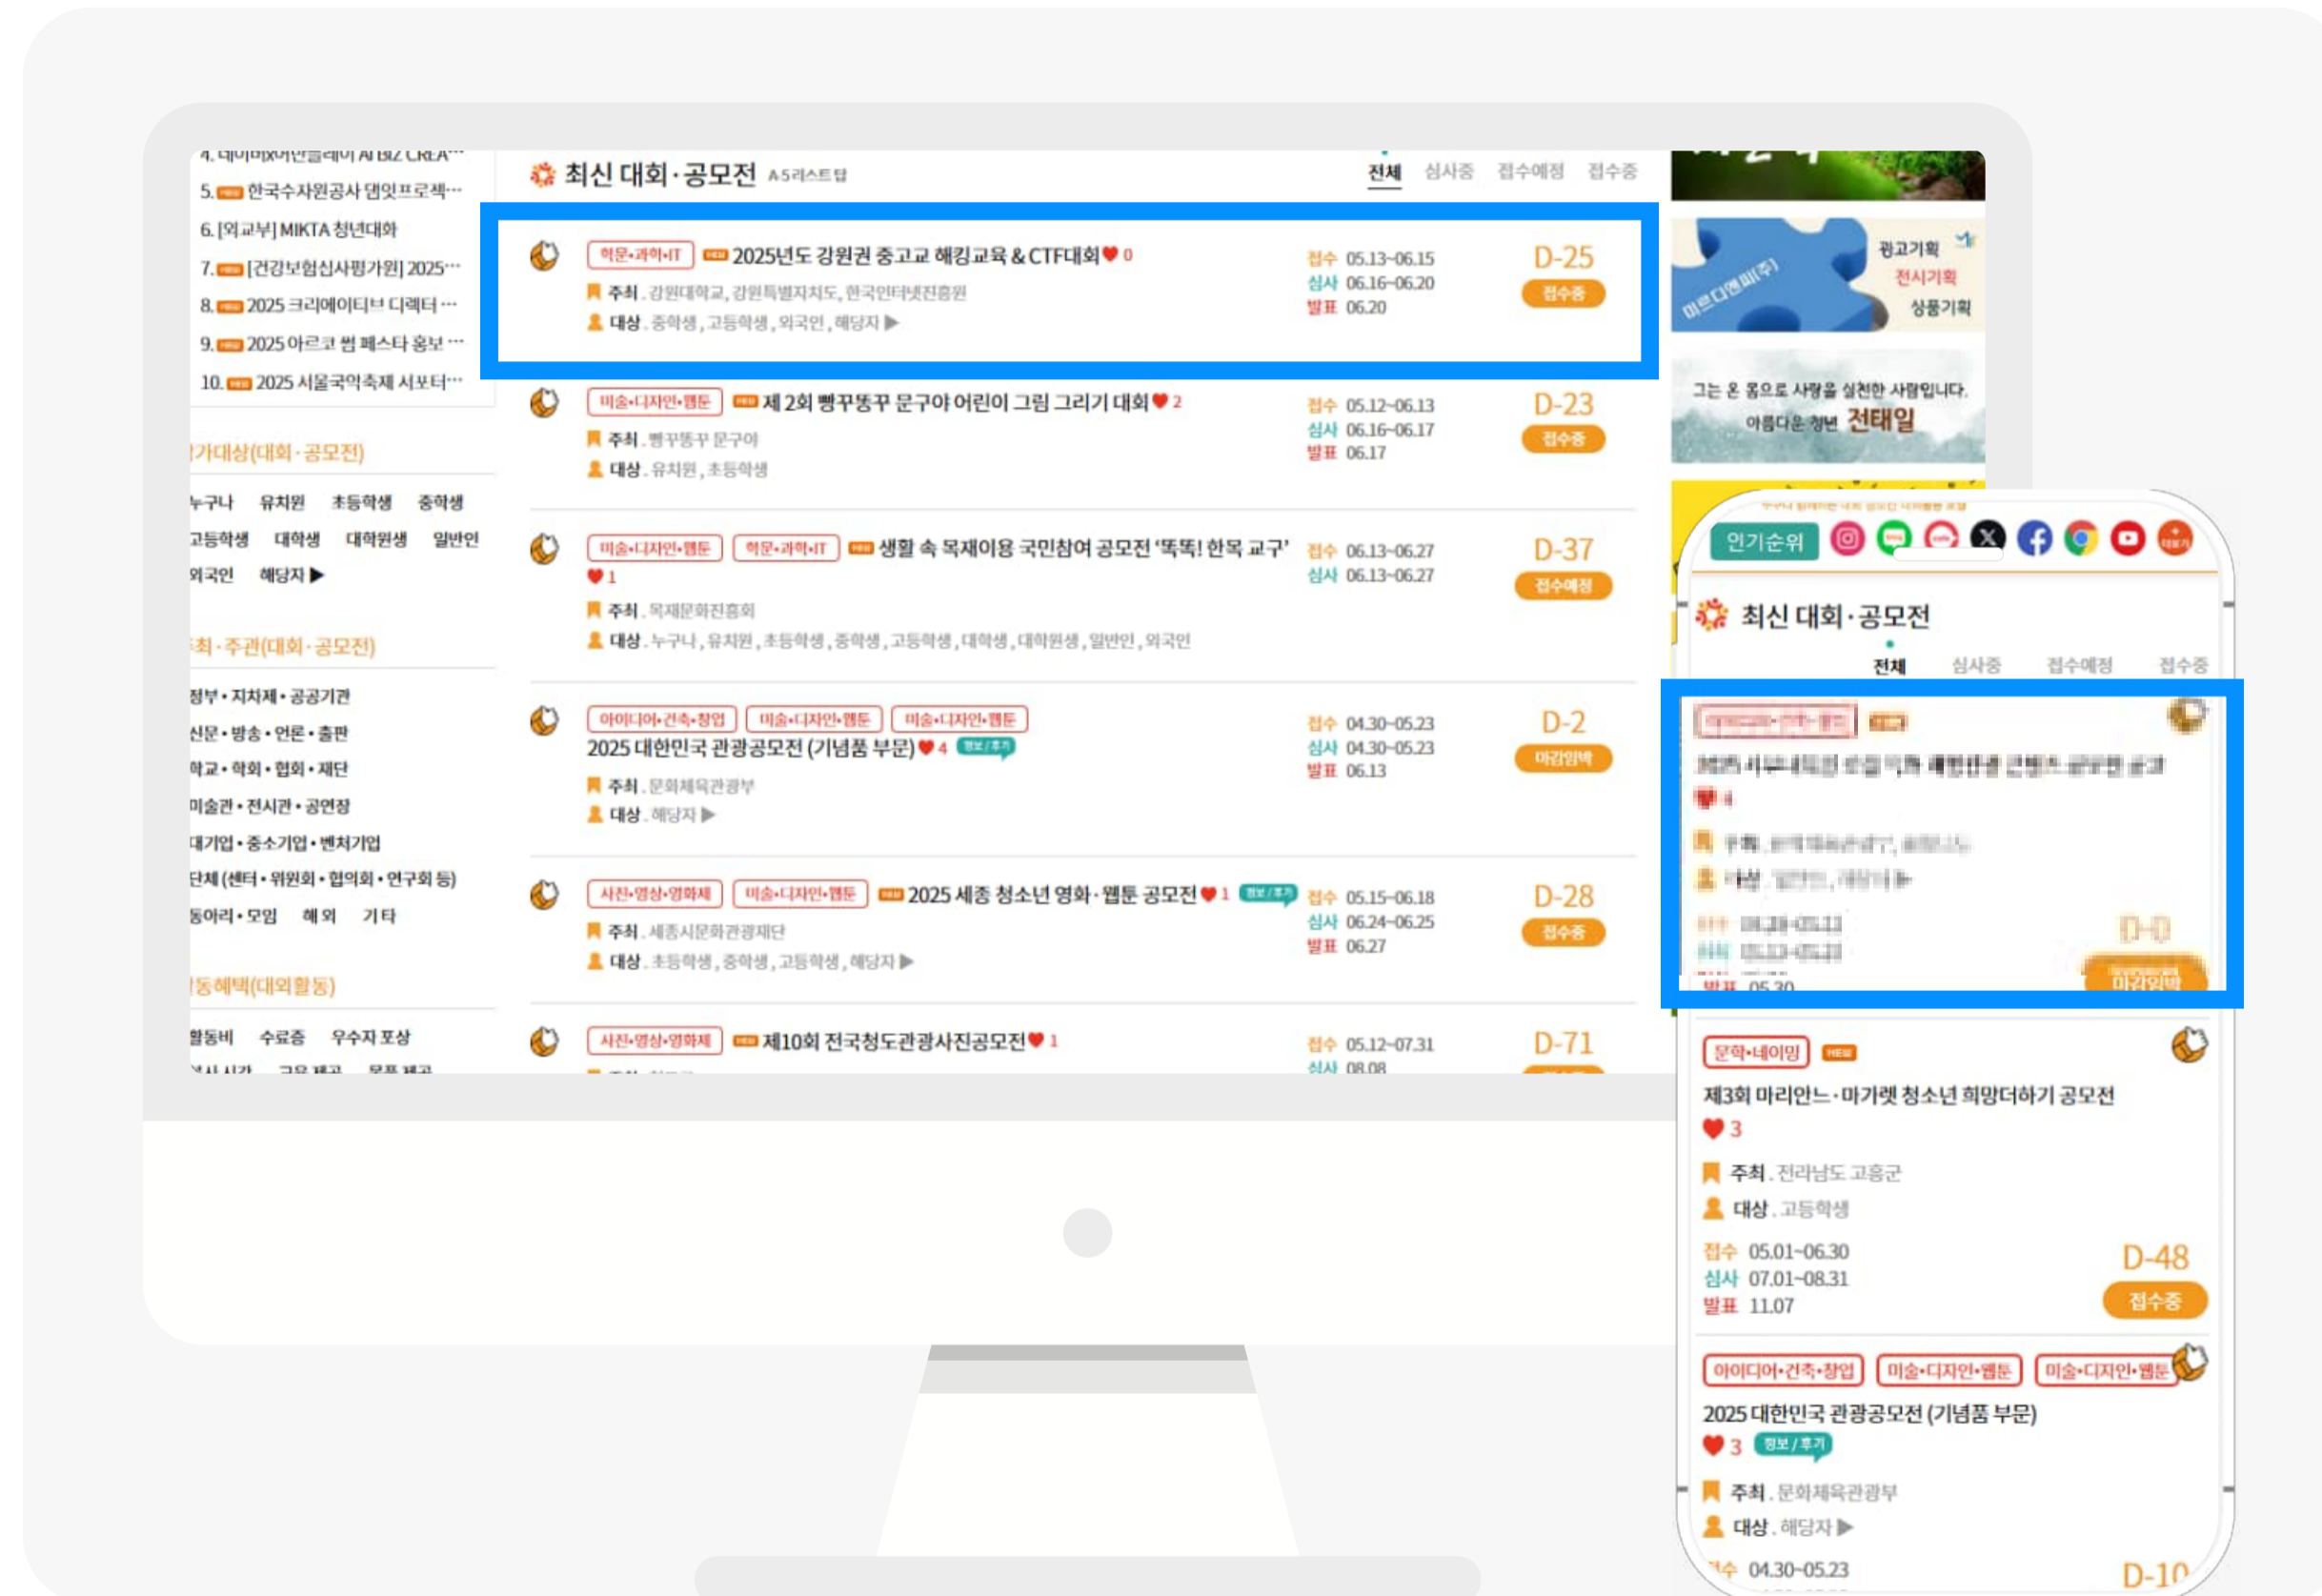 5. NEW 한국수자원공사 댐잇프로젝…
6. [외교부] MIKTA 청년대화
7. NEW [건강보험심사평가원] 2025…
8. NEW 2025 크리에이티브 디렉터 …
9. NEW 2025 아르코 썸 페스타 홍보 …
10. NEW 2025 서울국악축제 서포터…
가대상(대회 · 공모전)
누구나 유치원 초등학생 중학생
고등학생 대학생 대학원생 일반인
외국인 해당자 ▶
최 · 주관(대회 · 공모전)
정부 • 지차제 • 공공기관
신문 • 방송 • 언론 • 출판
학교 • 학회 • 협회 • 재단
미술관 • 전시관 • 공연장
대기업 • 중소기업 • 벤처기업
단체 (센터 • 위원회 • 협의회 • 연구회 등)
동아리 • 모임 해 외 기 타
동혜택(대외활동)
활동비 수료증 우수자 포상
최신 대회 · 공모전 A-5 리스트 탑
전체 심사중 접수예정 접수중
학문•과학•IT NEW 2025년도 강원권 중고교 해킹교육 & CTF대회 0
주최 . 강원대학교, 강원특별자치도, 한국인터넷진흥원
대상 . 중학생 , 고등학생 , 외국인 , 해당자 ▶
접수 05.13~06.15
심사 06.16~06.20
발표 06.20
D-25
접수중
미술•디자인•웹툰 NEW 제 2회 빵꾸똥꾸 문구야 어린이 그림 그리기 대회 2
주최 . 빵꾸똥꾸 문구야
대상 . 유치원 , 초등학생
접수 05.12~06.13
심사 06.16~06.17
발표 06.17
D-23
접수중
미술•디자인•웹툰 학문•과학•IT NEW 생활 속 목재이용 국민참여 공모전 ‘똑똑! 한목 교구’
1
주최 . 목재문화진흥회
대상 . 누구나 , 유치원 , 초등학생 , 중학생 , 고등학생 , 대학생 , 대학원생 , 일반인 , 외국인
접수 06.13~06.27
심사 06.13~06.27
D-37
접수예정
아이디어•건축•창업 미술•디자인•웹툰 미술•디자인•웹툰
2025 대한민국 관광공모전 (기념품 부문) 4 정보 / 후기
주최 . 문화체육관광부
대상 . 해당자 ▶
접수 04.30~05.23
심사 04.30~05.23
발표 06.13
D-2
마감임박
사진•영상•영화제 미술•디자인•웹툰 NEW 2025 세종 청소년 영화 · 웹툰 공모전 1 정보 / 후기
주최 . 세종시문화관광재단
대상 . 초등학생 , 중학생 , 고등학생 , 해당자 ▶
접수 05.15~06.18
심사 06.24~06.25
발표 06.27
D-28
접수중
사진•영상•영화제 NEW 제10회 전국청도관광사진공모전 1
접수 05.12~07.31
심사 08.08
D-71
미르디앤씨(주)
광고기획
전시기획
상품기획
그는 온 몸으로 사랑을 실천한 사람입니다.
아름다운 청년 전태일
인기순위
더보기
최신 대회 · 공모전
전체 심사중 접수예정 접수중
발표 05.30
D-0
마감임박
문학•네이밍 NEW
제3회 마리안느 · 마가렛 청소년 희망더하기 공모전
3
주최 . 전라남도 고흥군
대상 . 고등학생
접수 05.01~06.30
심사 07.01~08.31
발표 11.07
D-48
접수중
아이디어•건축•창업 미술•디자인•웹툰 미술•디자인•웹툰
2025 대한민국 관광공모전 (기념품 부문)
3 정보 / 후기
주최 . 문화체육관광부
대상 . 해당자 ▶
접수 04.30~05.23
D-10